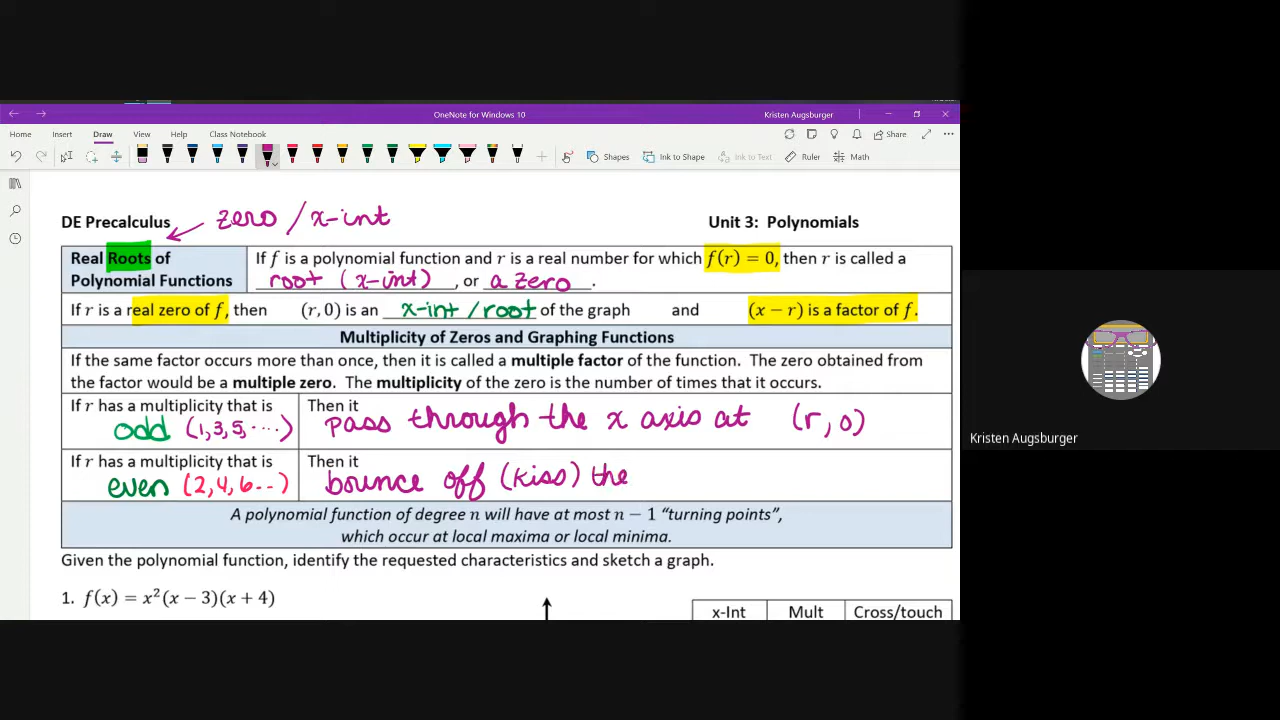 OneNote for Windows 10
Kristen Augsburger
Home Insert Draw View Help Class Notebook
Share
Shapes Ink to Shape Ink to Text Ruler Math
DE Precalculus zero / x-int Unit 3: Polynomials
Real Roots of
Polynomial Functions
If f is a polynomial function and r is a real number for which f(r) = 0, then r is called a
root (x-int), or a zero.
If r is a real zero of f, then (r, 0) is an x-int/root of the graph and (x − r) is a factor of f.
Multiplicity of Zeros and Graphing Functions
If the same factor occurs more than once, then it is called a multiple factor of the function. The zero obtained from
the factor would be a multiple zero. The multiplicity of the zero is the number of times that it occurs.
If r has a multiplicity that is
odd (1,3,5,....)
Then it
pass through the x axis at (r,0)
If r has a multiplicity that is
even (2,4,6...)
Then it
bounce off (kiss) the
A polynomial function of degree n will have at most n − 1 “turning points”,
which occur at local maxima or local minima.
Given the polynomial function, identify the requested characteristics and sketch a graph.
1. f(x) = x²(x − 3)(x + 4)
x-Int Mult Cross/touch
Kristen Augsburger